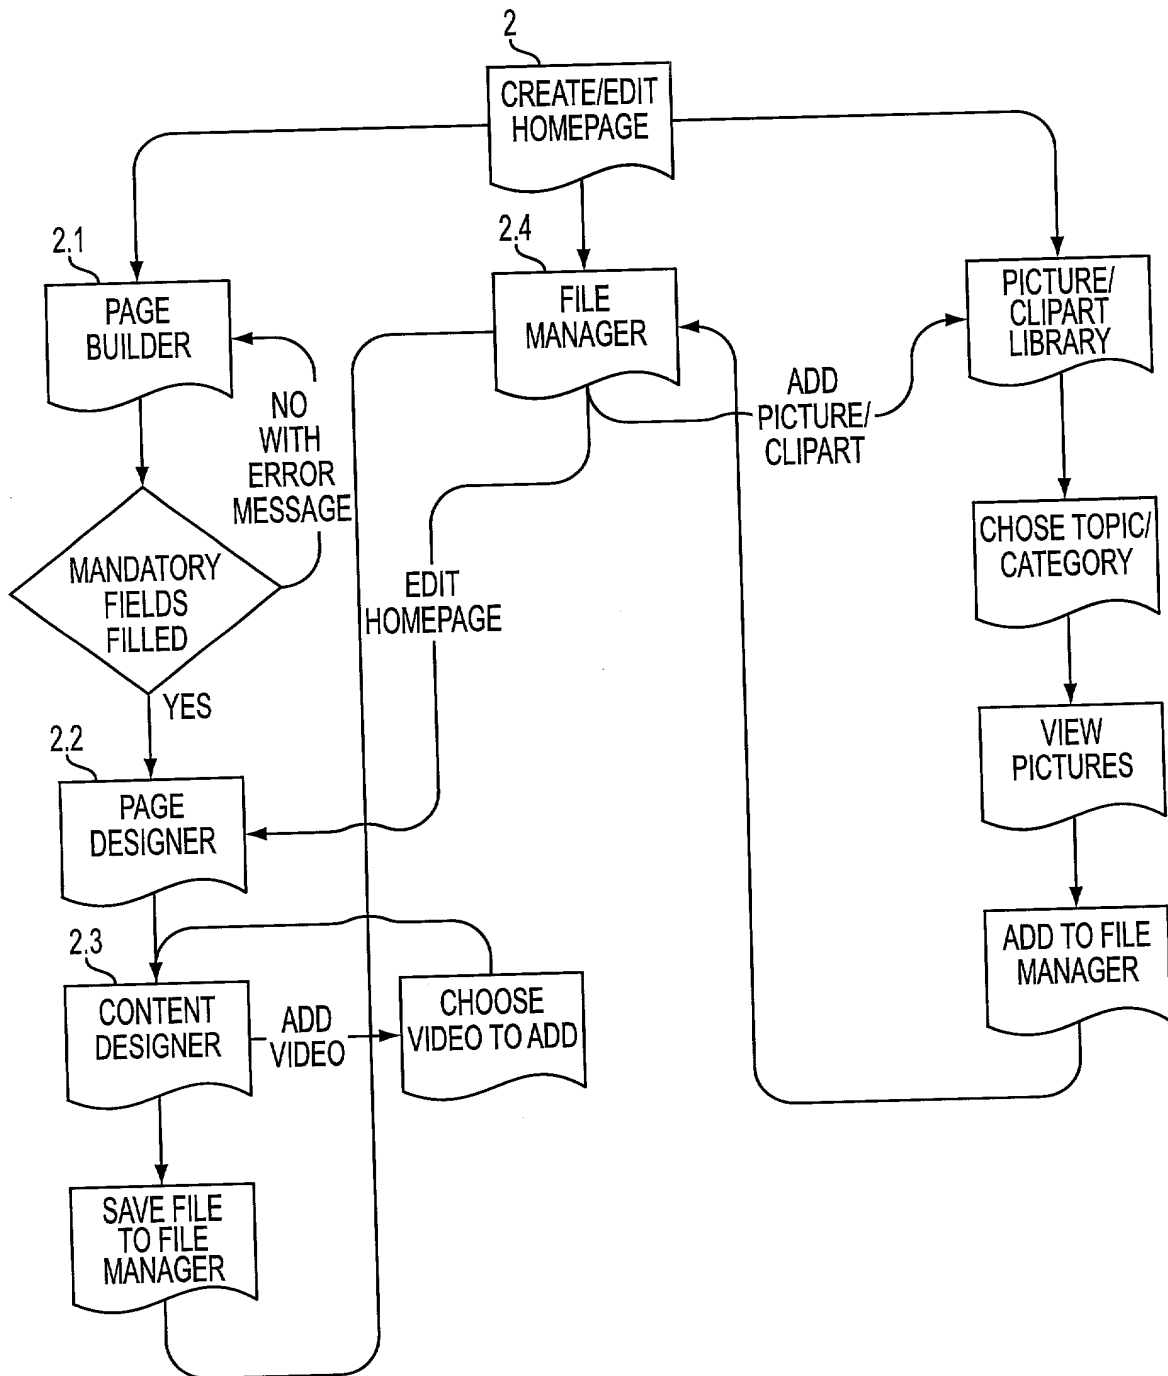 2
CREATE/EDIT
HOMEPAGE
2.1
PAGE
BUILDER
2.4
FILE
MANAGER
PICTURE/
CLIPART
LIBRARY
NO
WITH
ERROR
MESSAGE
ADD
PICTURE/
CLIPART
MANDATORY
FIELDS
FILLED
EDIT
HOMEPAGE
CHOSE TOPIC/
CATEGORY
YES
2.2
PAGE
DESIGNER
VIEW
PICTURES
2.3
CONTENT
DESIGNER
ADD
VIDEO
CHOOSE
VIDEO TO ADD
ADD TO FILE
MANAGER
SAVE FILE
TO FILE
MANAGER